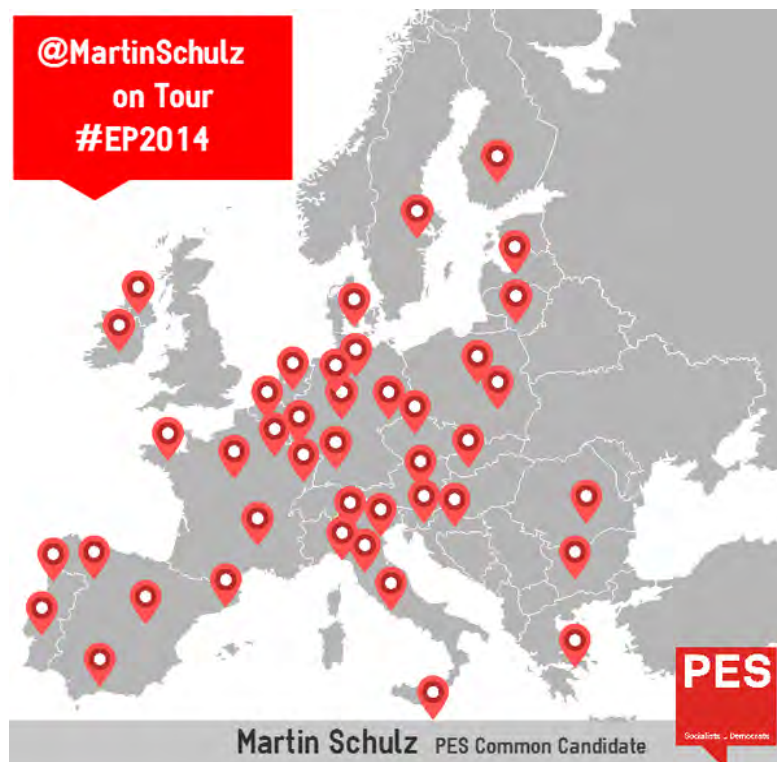 @MartinSchulz
on Tour
#EP2014
PES
Socialists Democrats
Martin Schulz PES Common Candidate